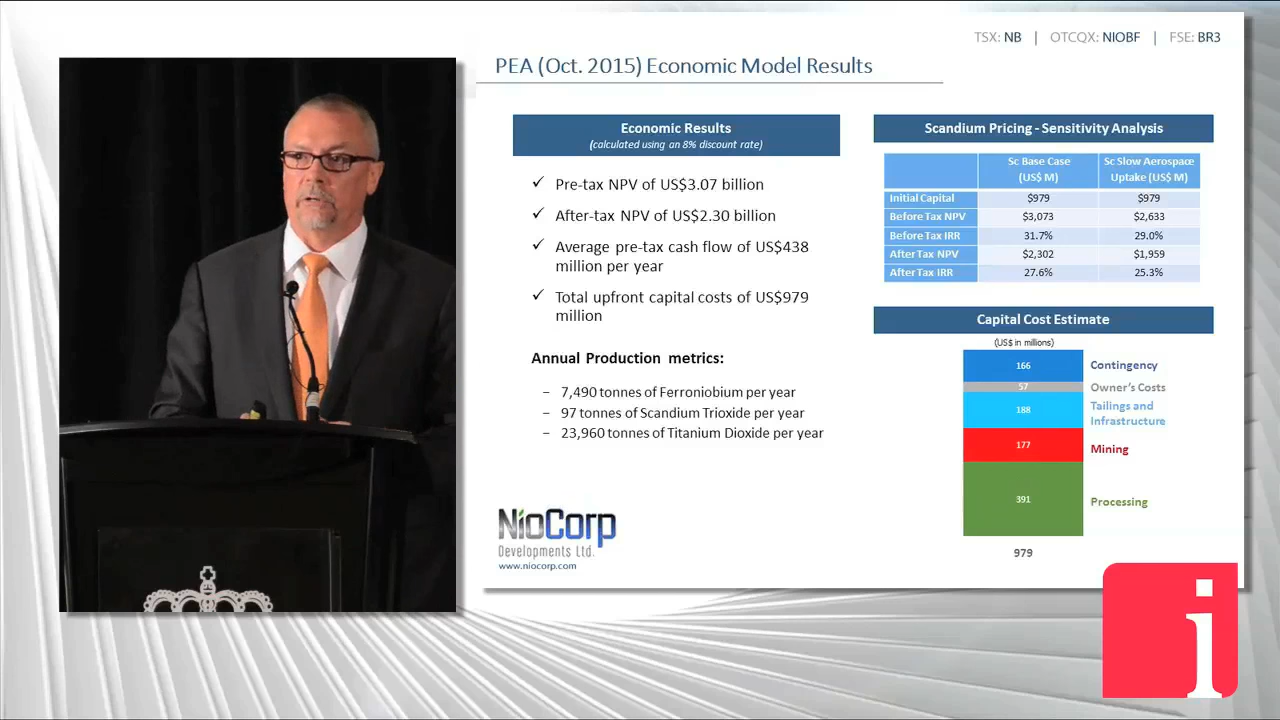 TSX: NB | OTCQX: NIOBF | FSE: BR3
PEA (Oct. 2015) Economic Model Results
Economic Results
(calculated using an 8% discount rate)
✓ Pre-tax NPV of US$3.07 billion
✓ After-tax NPV of US$2.30 billion
✓ Average pre-tax cash flow of US$438
million per year
✓ Total upfront capital costs of US$979
million
Annual Production metrics:
– 7,490 tonnes of Ferroniobium per year
– 97 tonnes of Scandium Trioxide per year
– 23,960 tonnes of Titanium Dioxide per year
NioCorp
Developments Ltd.
www.niocorp.com
Scandium Pricing - Sensitivity Analysis
Sc Base Case Sc Slow Aerospace
(US$ M) Uptake (US$ M)
Initial Capital $979 $979
Before Tax NPV $3,073 $2,633
Before Tax IRR 31.7% 29.0%
After Tax NPV $2,302 $1,959
After Tax IRR 27.6% 25.3%
Capital Cost Estimate
(US$ in millions)
166 Contingency
57 Owner's Costs
188 Tailings and
Infrastructure
177 Mining
391 Processing
979
i